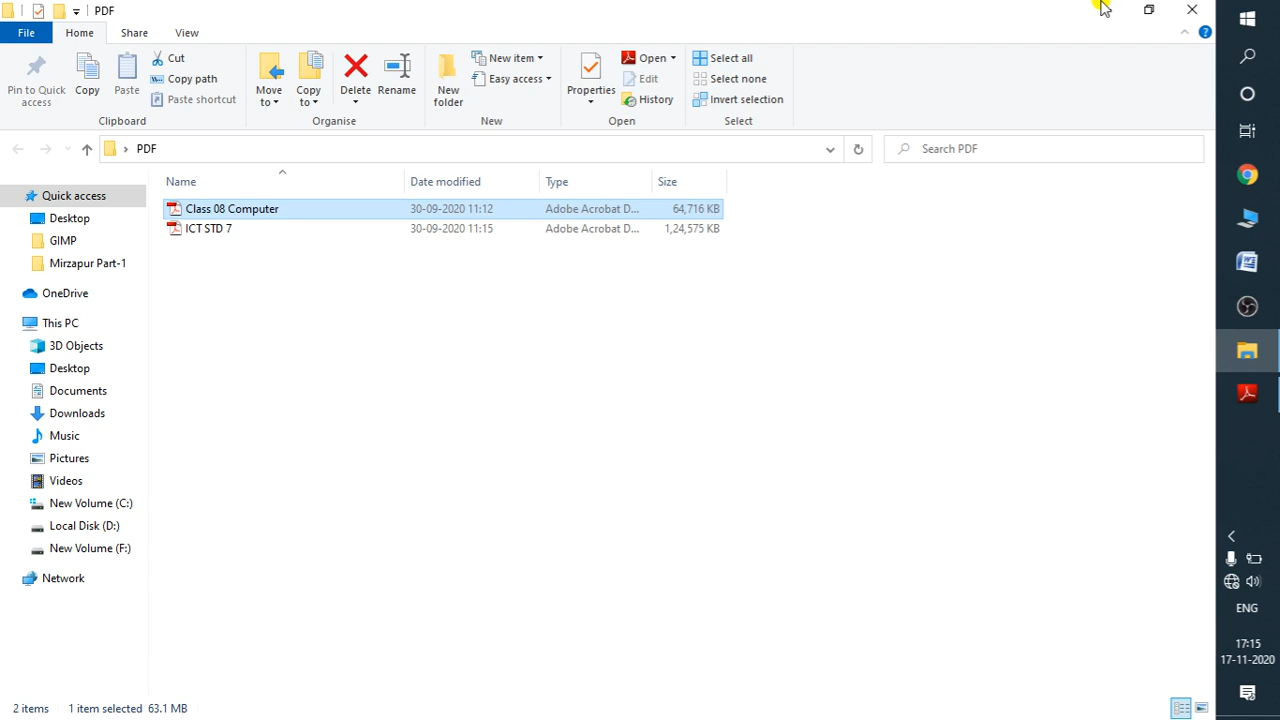 PDF
File Home Share View
Pin to Quick access
Copy
Paste
Cut
Copy path
Paste shortcut
Clipboard
Move to
Copy to
Delete
Rename
Organise
New folder
New item
Easy access
New
Properties
Open
Edit
History
Open
Select all
Select none
Invert selection
Select
PDF
Search PDF
Name Date modified Type Size
Class 08 Computer 30-09-2020 11:12 Adobe Acrobat D... 64,716 KB
ICT STD 7 30-09-2020 11:15 Adobe Acrobat D... 1,24,575 KB
Quick access
Desktop
GIMP
Mirzapur Part-1
OneDrive
This PC
3D Objects
Desktop
Documents
Downloads
Music
Pictures
Videos
New Volume (C:)
Local Disk (D:)
New Volume (F:)
Network
2 items 1 item selected 63.1 MB
ENG
17:15
17-11-2020